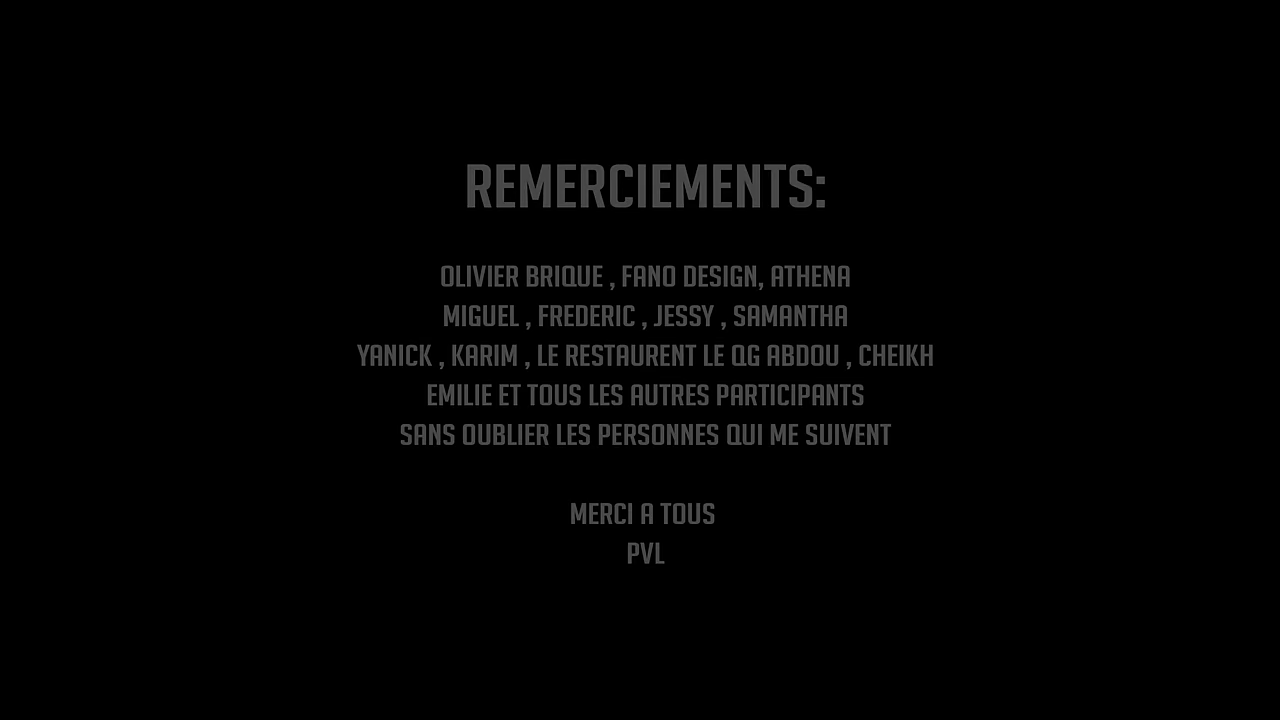 REMERCIEMENTS:
OLIVIER BRIQUE , FANO DESIGN, ATHENA
MIGUEL , FREDERIC , JESSY , SAMANTHA
YANICK , KARIM , LE RESTAURENT LE QG ABDOU , CHEIKH
EMILIE ET TOUS LES AUTRES PARTICIPANTS
SANS OUBLIER LES PERSONNES QUI ME SUIVENT
MERCI A TOUS
PVL